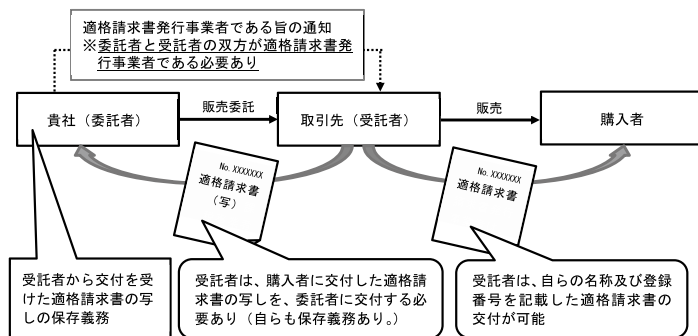 適格請求書発行事業者である旨の通知
※委託者と受託者の双方が適格請求書発
行事業者である必要あり
貴社（委託者）
販売委託
取引先（受託者）
販売
購入者
No. XXXXXXX
適格請求書
（写）
No. XXXXXXX
適格請求書
受託者から交付を受
けた適格請求書の写
しの保存義務
受託者は、購入者に交付した適格請
求書の写しを、委託者に交付する必
要あり（自らも保存義務あり。）
受託者は、自らの名称及び登録
番号を記載した適格請求書の
交付が可能